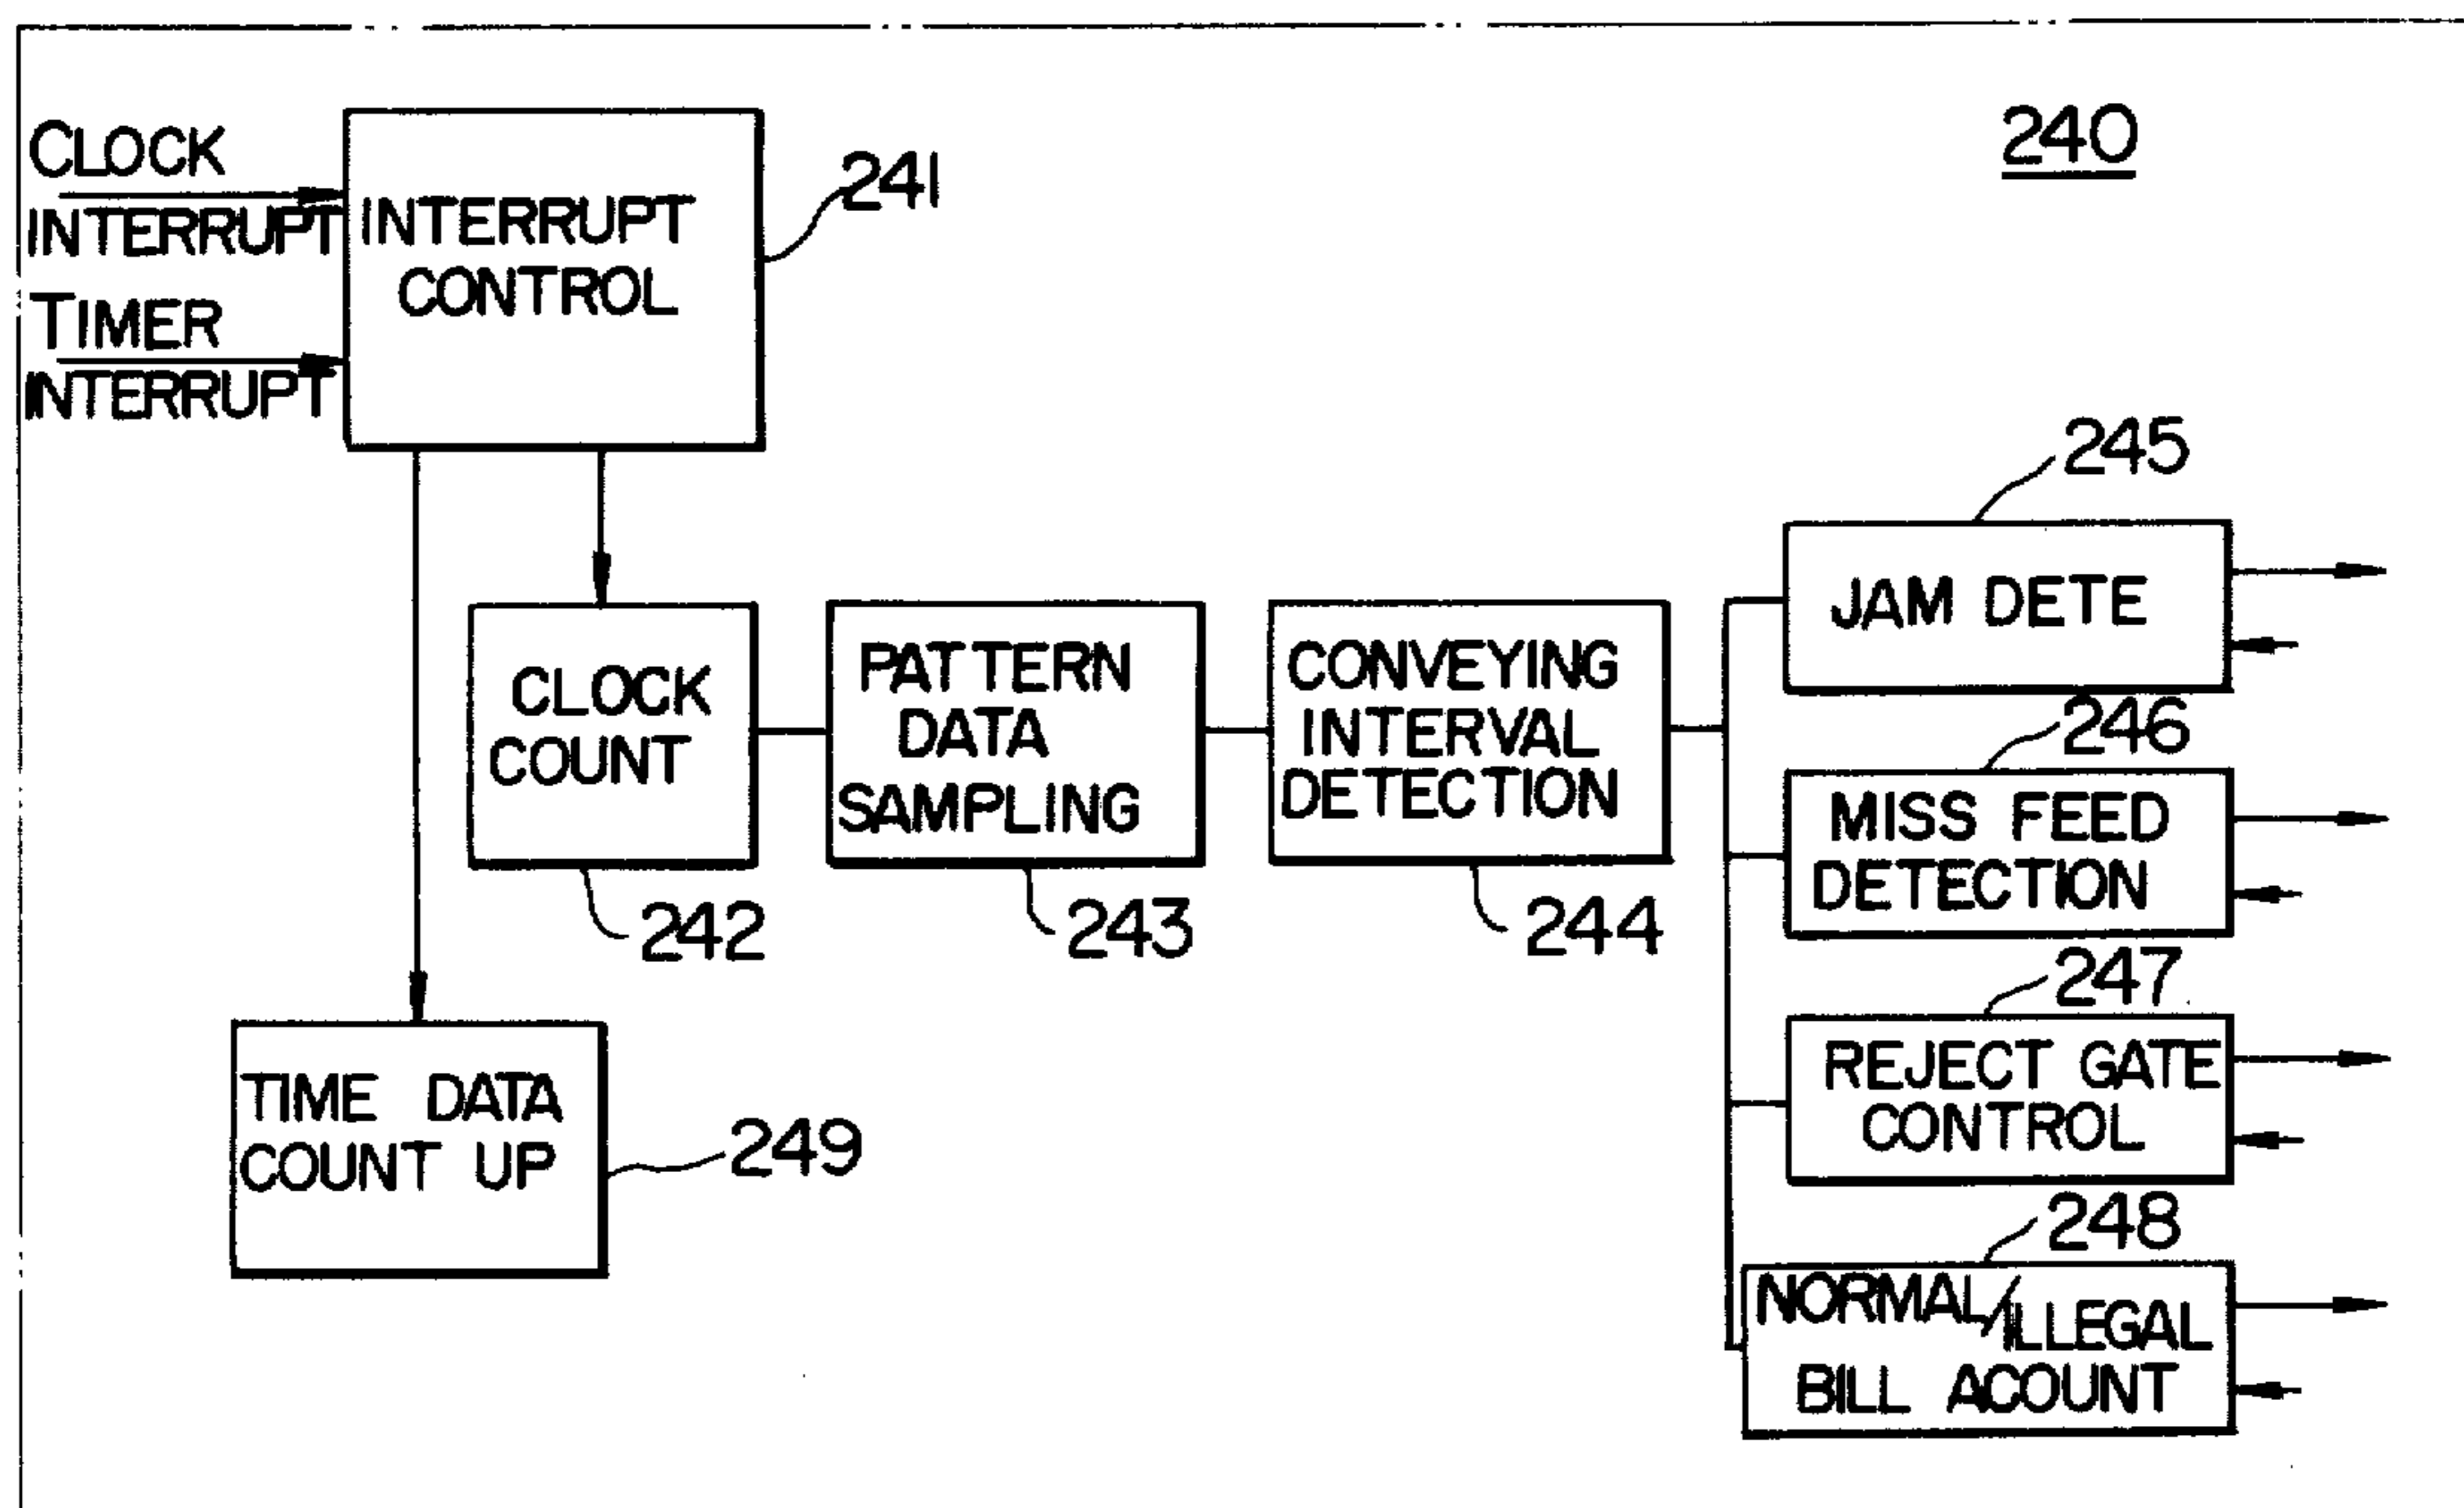 240
CLOCK
INTERRUPT
TIMER
INTERRUPT
INTERRUPT
CONTROL
241
CLOCK
COUNT
242
PATTERN
DATA
SAMPLING
243
CONVEYING
INTERVAL
DETECTION
244
245
JAM DETE
246
MISS FEED
DETECTION
247
REJECT GATE
CONTROL
248
NORMAL/ILLEGAL
BILL ACOUNT
TIME DATA
COUNT UP
249